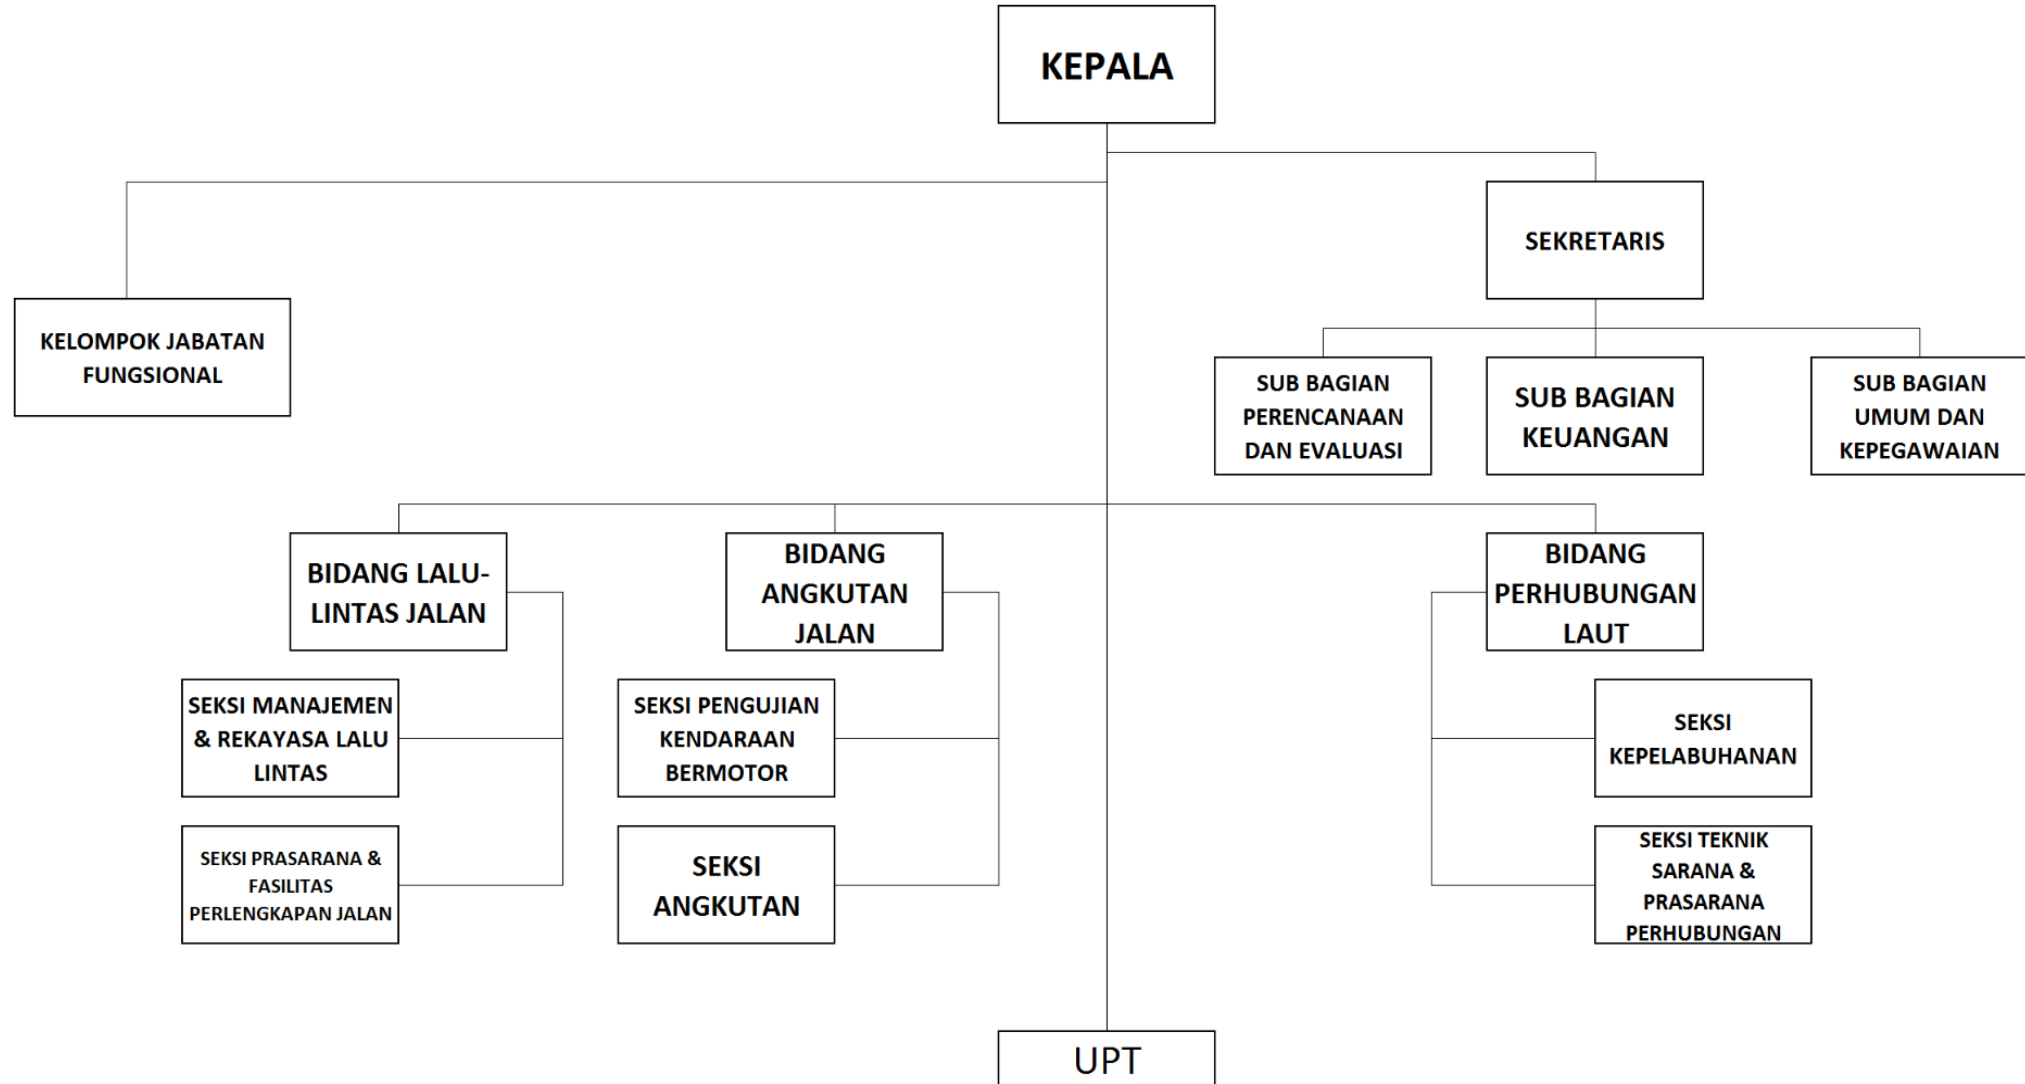 KEPALA
SEKRETARIS
KELOMPOK JABATAN
FUNGSIONAL
SUB BAGIAN
PERENCANAAN
DAN EVALUASI
SUB BAGIAN
KEUANGAN
SUB BAGIAN
UMUM DAN
KEPEGAWAIAN
BIDANG LALU-
LINTAS JALAN
BIDANG
ANGKUTAN
JALAN
BIDANG
PERHUBUNGAN
LAUT
SEKSI MANAJEMEN
& REKAYASA LALU
LINTAS
SEKSI PENGUJIAN
KENDARAAN
BERMOTOR
SEKSI
KEPELABUHANAN
SEKSI PRASARANA &
FASILITAS
PERLENGKAPAN JALAN
SEKSI
ANGKUTAN
SEKSI TEKNIK
SARANA &
PRASARANA
PERHUBUNGAN
UPT